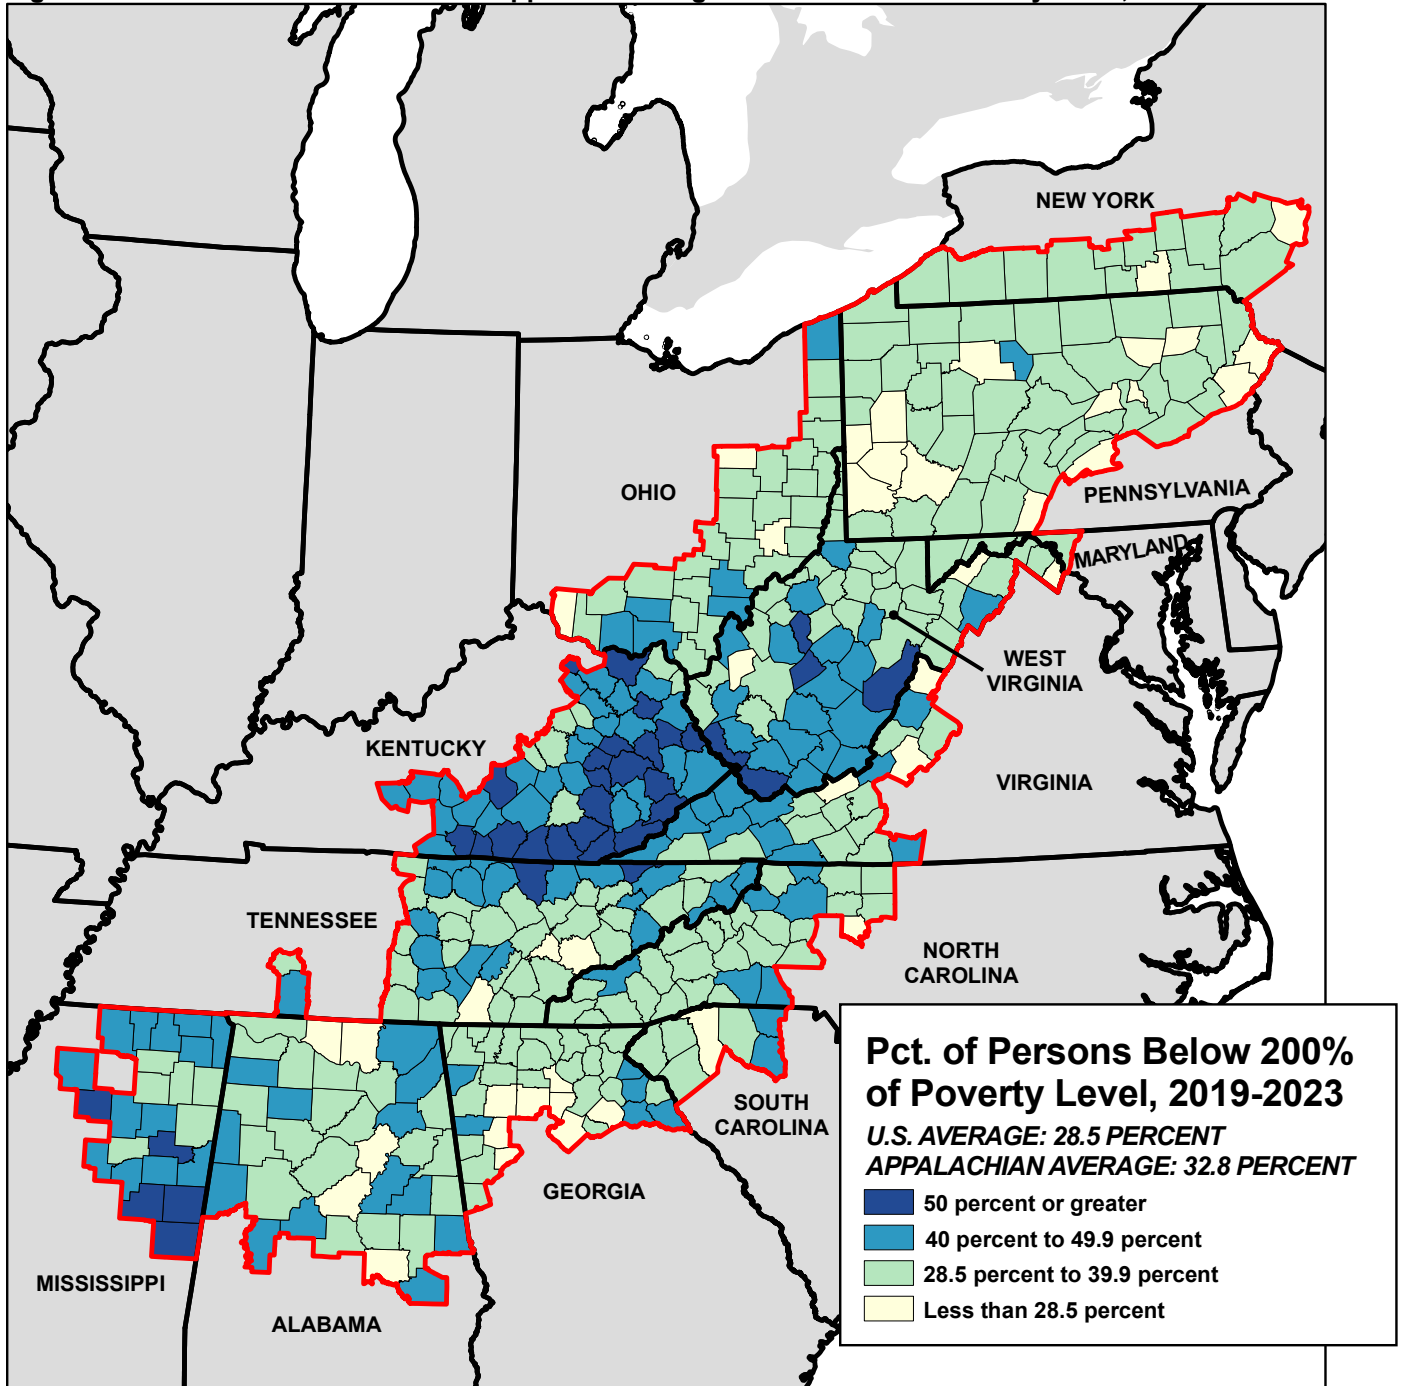 NEW YORK
OHIO
PENNSYLVANIA
MARYLAND
WEST
VIRGINIA
KENTUCKY
VIRGINIA
TENNESSEE
NORTH
CAROLINA
SOUTH
CAROLINA
GEORGIA
MISSISSIPPI
ALABAMA
Pct. of Persons Below 200%
of Poverty Level, 2019-2023
U.S. AVERAGE: 28.5 PERCENT
APPALACHIAN AVERAGE: 32.8 PERCENT
50 percent or greater
40 percent to 49.9 percent
28.5 percent to 39.9 percent
Less than 28.5 percent